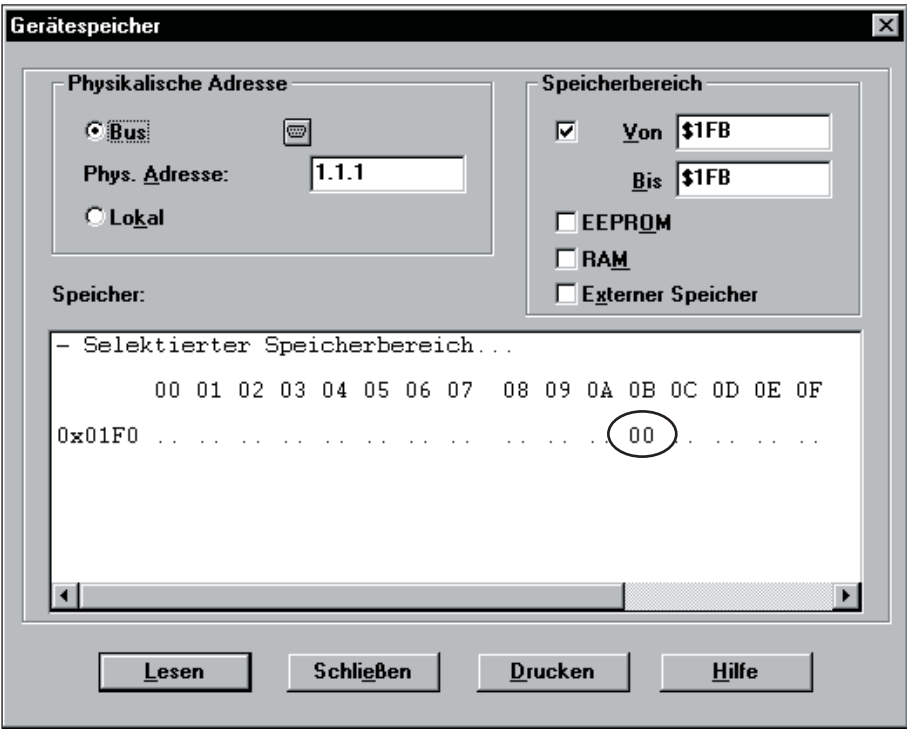 Gerätespeicher
Physikalische Adresse
Bus
Phys. Adresse: 1.1.1
Lokal
Speicherbereich
Von $1FB
Bis $1FB
EEPROM
RAM
Externer Speicher
Speicher:
- Selektierter Speicherbereich...
00 01 02 03 04 05 06 07 08 09 0A 0B 0C 0D 0E 0F
0x01F0 .. .. .. .. .. .. .. .. .. .. .. 00 .. .. .. ..
Lesen Schließen Drucken Hilfe